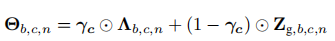 𝚯_{b,c,n} = γ_c ⊙ 𝚲_{b,c,n} + (1 − γ_c) ⊙ 𝐙_{g,b,c,n}